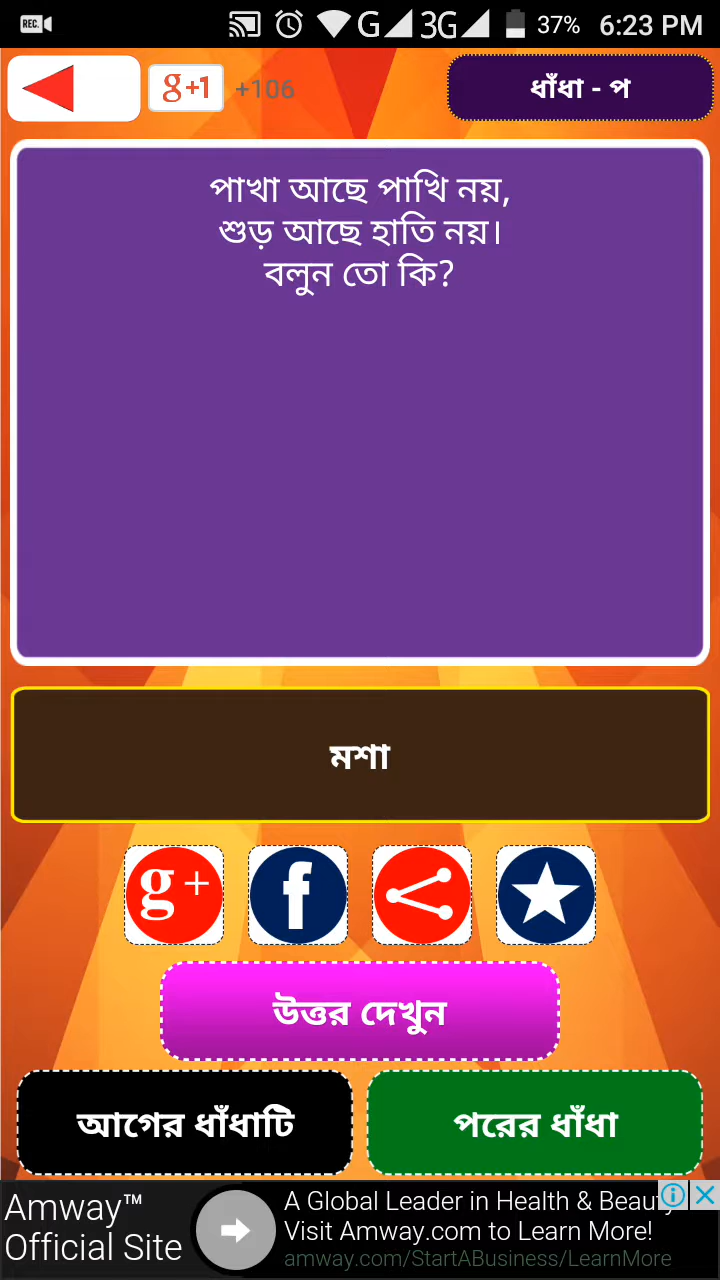 REC. G 3G 37% 6:23 PM
g+1 +106 ধাঁধা - প
পাখা আছে পাখি নয়,
শুড় আছে হাতি নয়।
বলুন তো কি?
মশা
g+ f
উত্তর দেখুন
আগের ধাঁধাটি পরের ধাঁধা
Amway™
Official Site
A Global Leader in Health & Beauty
Visit Amway.com to Learn More!
amway.com/StartABusiness/LearnMore